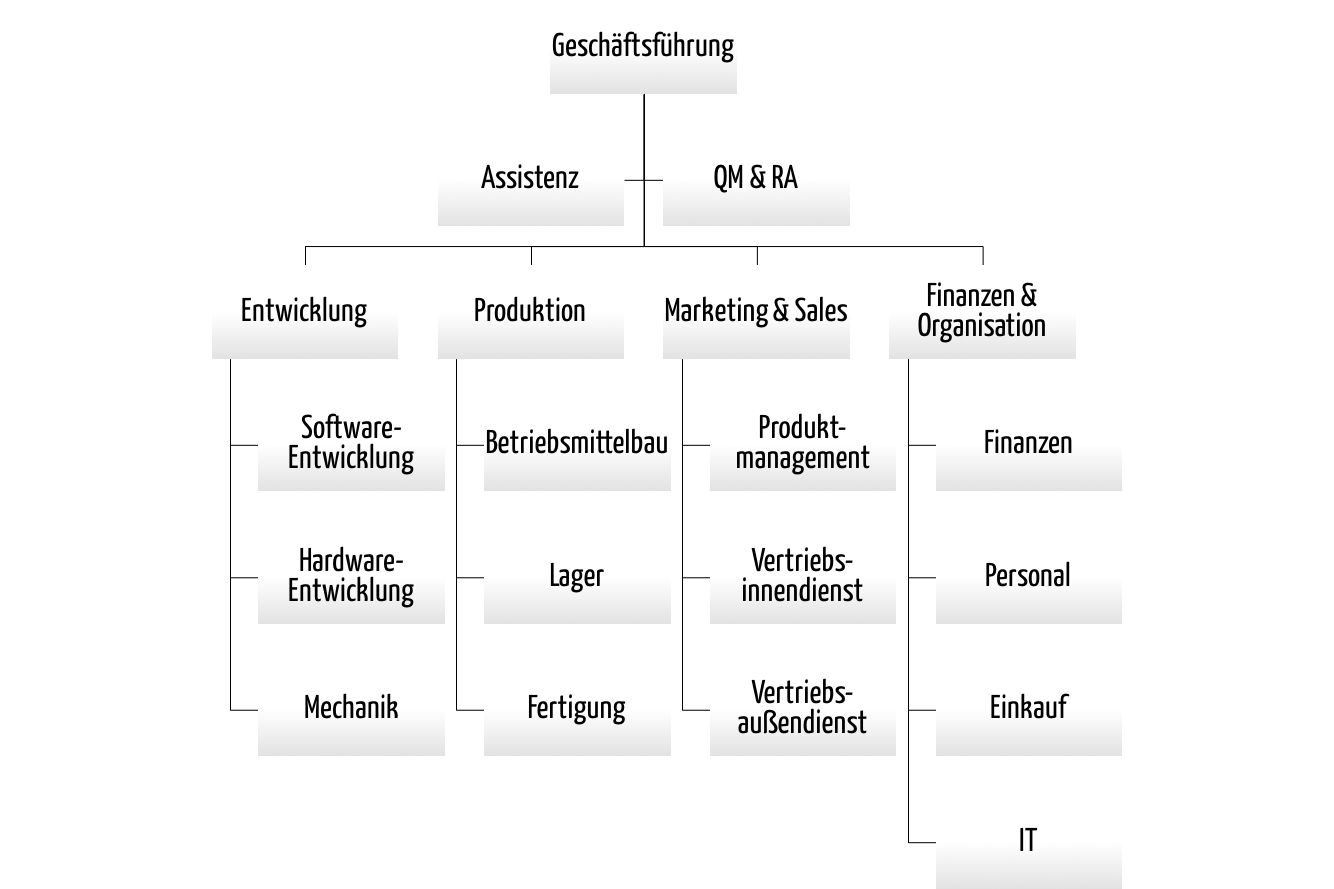 Geschäftsführung
Assistenz
QM & RA
Entwicklung
Produktion
Marketing & Sales
Finanzen &
Organisation
Software-
Entwicklung
Betriebsmittelbau
Produkt-
management
Finanzen
Hardware-
Entwicklung
Lager
Vertriebs-
innendienst
Personal
Mechanik
Fertigung
Vertriebs-
außendienst
Einkauf
IT